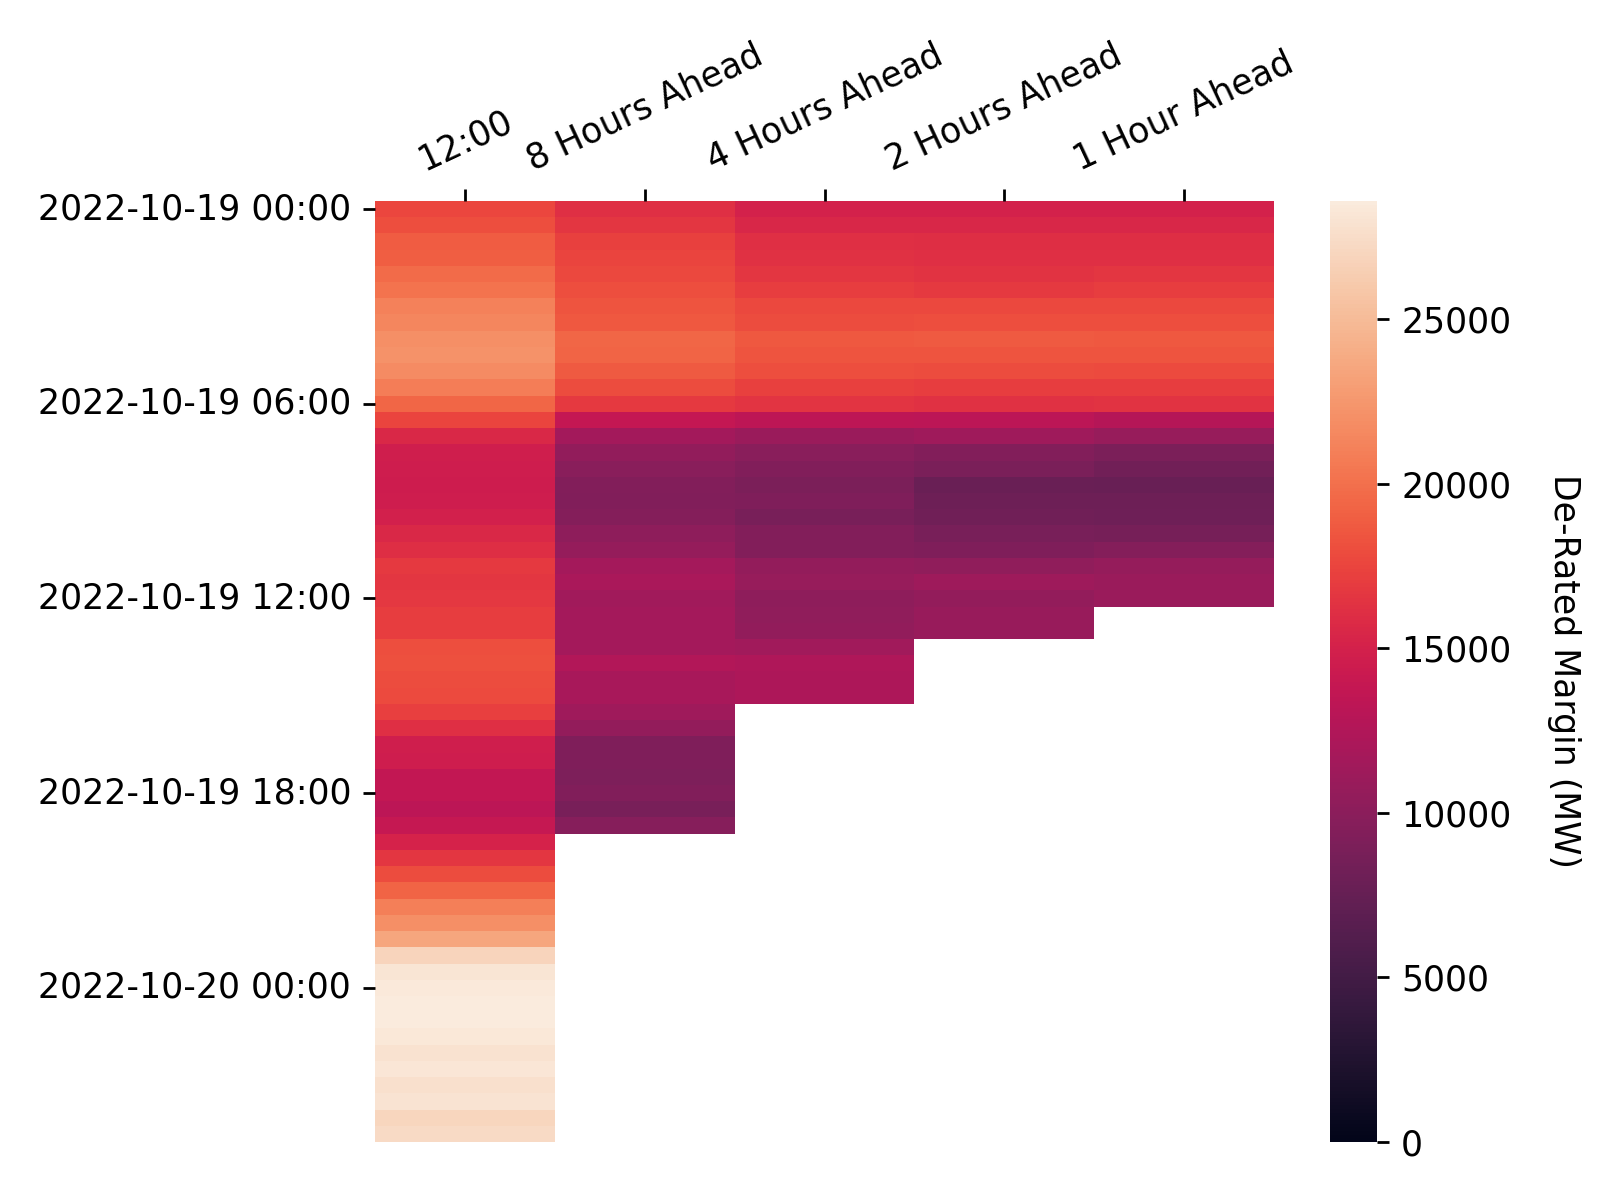 12:00
8 Hours Ahead
4 Hours Ahead
2 Hours Ahead
1 Hour Ahead
2022-10-19 00:00
2022-10-19 06:00
2022-10-19 12:00
2022-10-19 18:00
2022-10-20 00:00
25000
20000
15000
10000
5000
0
De-Rated Margin (MW)